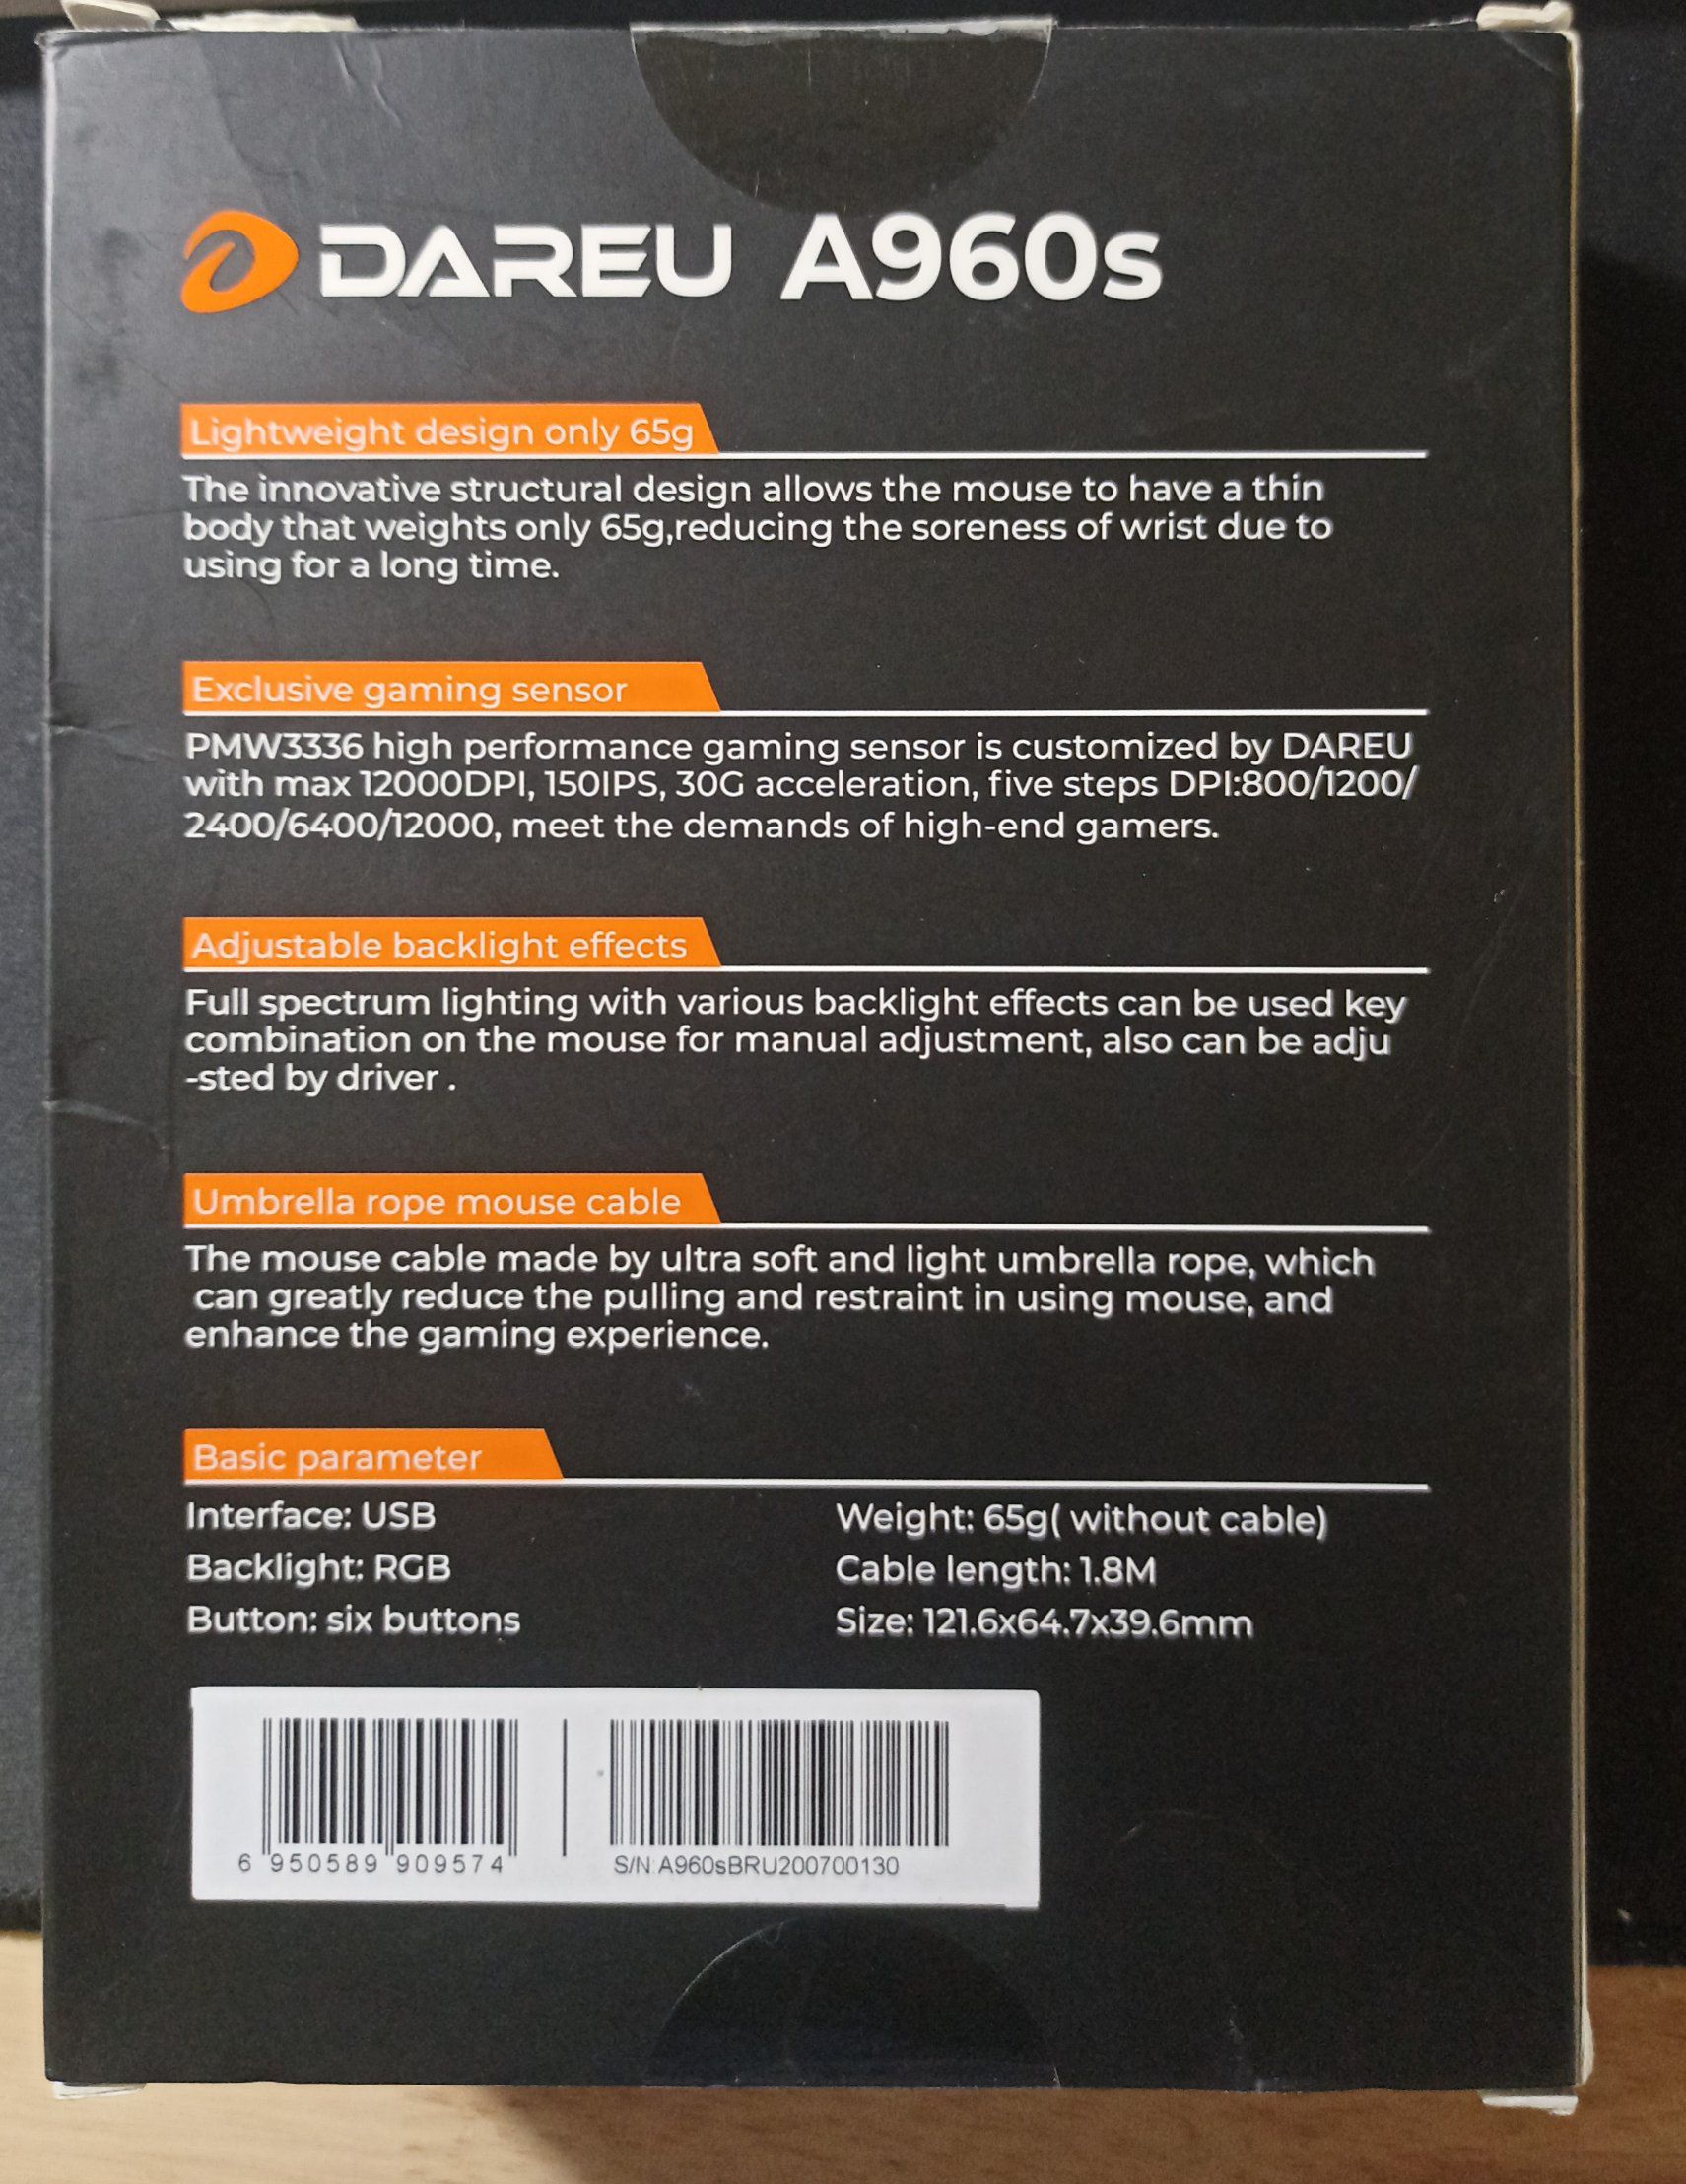 DAREU A960s
Lightweight design only 65g
The innovative structural design allows the mouse to have a thin
body that weights only 65g,reducing the soreness of wrist due to
using for a long time.
Exclusive gaming sensor
PMW3336 high performance gaming sensor is customized by DAREU
with max 12000DPI, 150IPS, 30G acceleration, five steps DPI:800/1200/
2400/6400/12000, meet the demands of high-end gamers.
Adjustable backlight effects
Full spectrum lighting with various backlight effects can be used key
combination on the mouse for manual adjustment, also can be adju
-sted by driver .
Umbrella rope mouse cable
The mouse cable made by ultra soft and light umbrella rope, which
can greatly reduce the pulling and restraint in using mouse, and
enhance the gaming experience.
Basic parameter
Interface: USB
Backlight: RGB
Button: six buttons
Weight: 65g( without cable)
Cable length: 1.8M
Size: 121.6x64.7x39.6mm
6 950589 909574
S/N:A960sBRU200700130